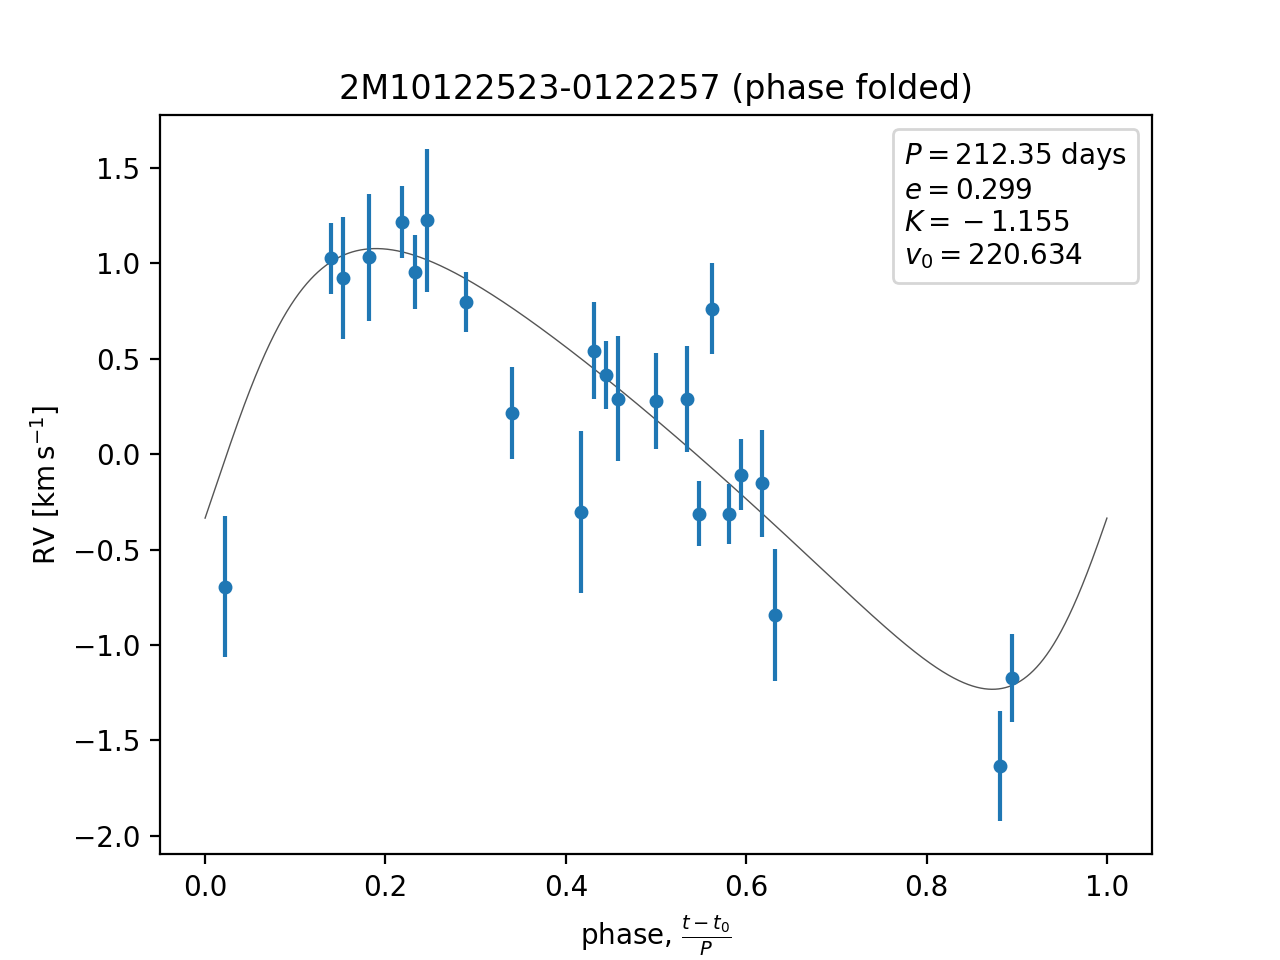 2M10122523-0122257 (phase folded)
P = 212.35 days
e = 0.299
K = −1.155
v₀ = 220.634
1.5
1.0
0.5
0.0
−0.5
−1.0
−1.5
−2.0
RV [km s⁻¹]
0.0 0.2 0.4 0.6 0.8 1.0
phase, (t − t₀)/P